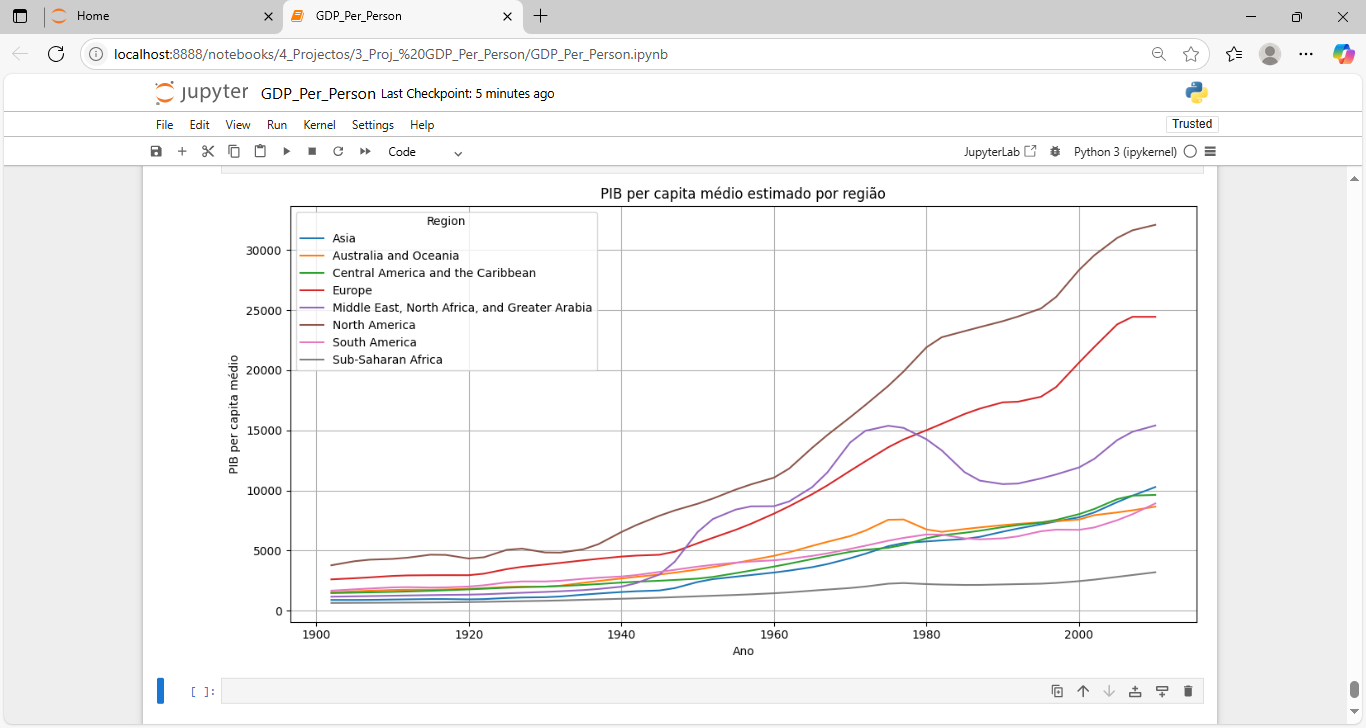 Home
GDP_Per_Person
localhost:8888/notebooks/4_Projectos/3_Proj_%20GDP_Per_Person/GDP_Per_Person.ipynb
jupyter GDP_Per_Person Last Checkpoint: 5 minutes ago
File Edit View Run Kernel Settings Help
Trusted
Code
JupyterLab
Python 3 (ipykernel)
PIB per capita médio estimado por região
Region
Asia
Australia and Oceania
Central America and the Caribbean
Europe
Middle East, North Africa, and Greater Arabia
North America
South America
Sub-Saharan Africa
PIB per capita médio
30000
25000
20000
15000
10000
5000
0
1900 1920 1940 1960 1980 2000
Ano
[ ]: